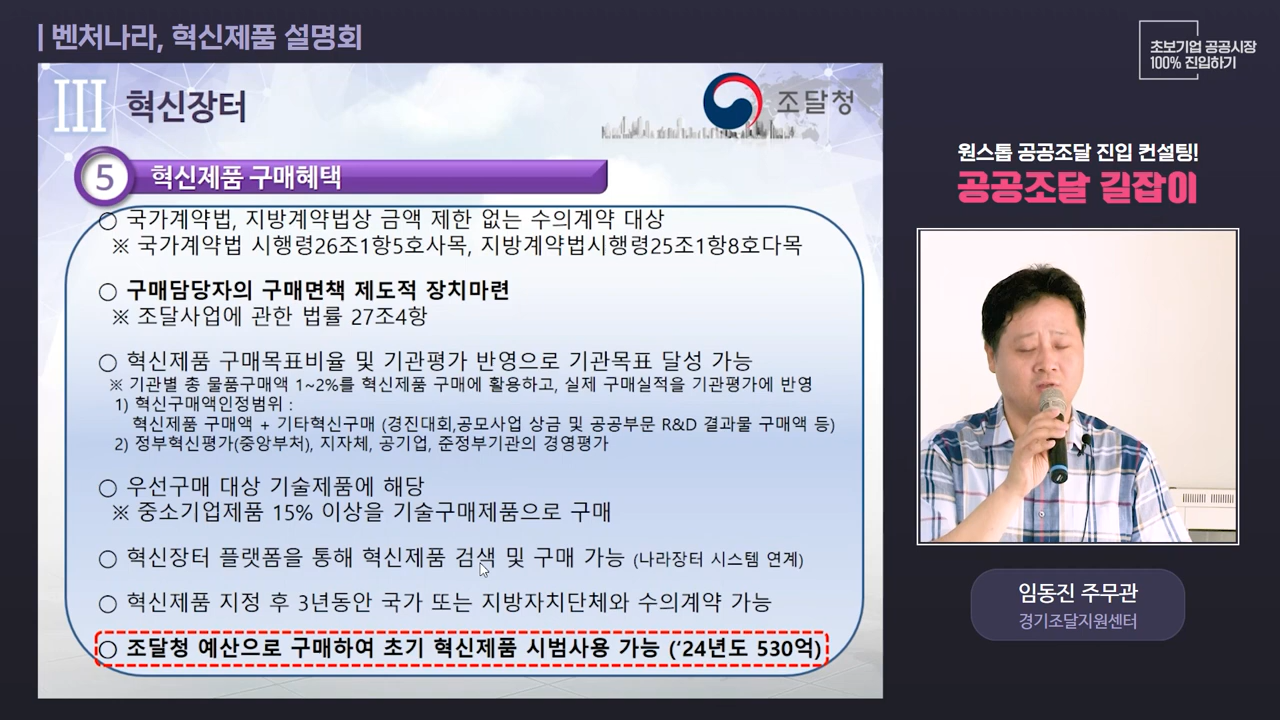 | 벤처나라, 혁신제품 설명회
초보기업 공공시장
100% 진입하기
III 혁신장터
조달청
5 혁신제품 구매혜택
○ 국가계약법, 지방계약법상 금액 제한 없는 수의계약 대상
※ 국가계약법 시행령26조1항5호사목, 지방계약법시행령25조1항8호다목
○ 구매담당자의 구매면책 제도적 장치마련
※ 조달사업에 관한 법률 27조4항
○ 혁신제품 구매목표비율 및 기관평가 반영으로 기관목표 달성 가능
※ 기관별 총 물품구매액 1~2%를 혁신제품 구매에 활용하고, 실제 구매실적을 기관평가에 반영
1) 혁신구매액인정범위 :
혁신제품 구매액 + 기타혁신구매 (경진대회,공모사업 상금 및 공공부문 R&D 결과물 구매액 등)
2) 정부혁신평가(중앙부처), 지자체, 공기업, 준정부기관의 경영평가
○ 우선구매 대상 기술제품에 해당
※ 중소기업제품 15% 이상을 기술구매제품으로 구매
○ 혁신장터 플랫폼을 통해 혁신제품 검색 및 구매 가능 (나라장터 시스템 연계)
○ 혁신제품 지정 후 3년동안 국가 또는 지방자치단체와 수의계약 가능
○ 조달청 예산으로 구매하여 초기 혁신제품 시범사용 가능 (‘24년도 530억)
원스톱 공공조달 진입 컨설팅!
공공조달 길잡이
임동진 주무관
경기조달지원센터